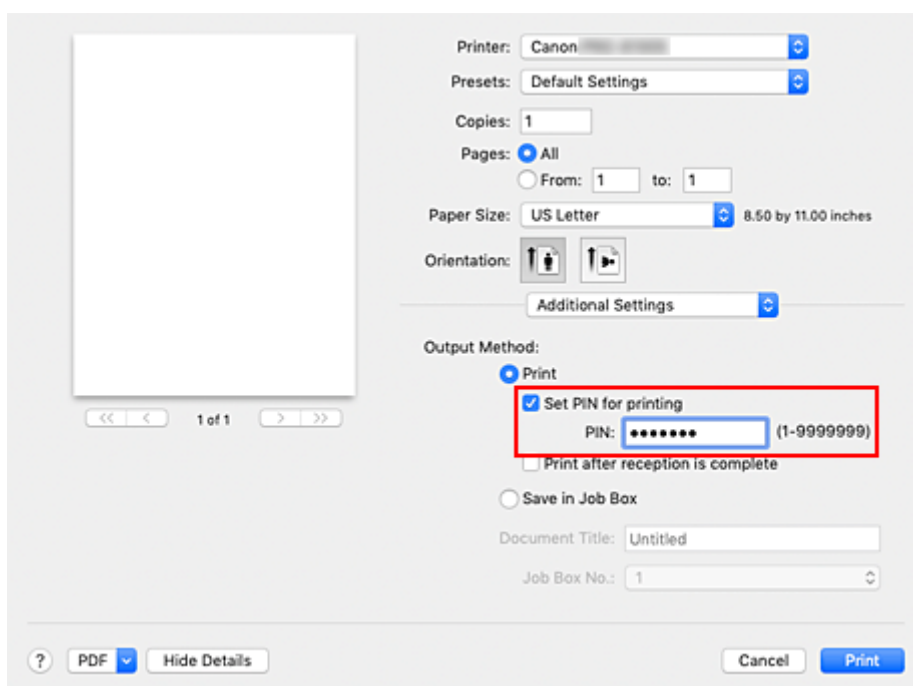 Printer: Canon
Presets: Default Settings
Copies: 1
Pages: All
From: 1 to: 1
Paper Size: US Letter 8.50 by 11.00 inches
Orientation:
Additional Settings
Output Method:
Print
Set PIN for printing
PIN: ••••••• (1-9999999)
Print after reception is complete
Save in Job Box
Document Title: Untitled
Job Box No.: 1
<< < 1 of 1 > >>
? PDF Hide Details Cancel Print